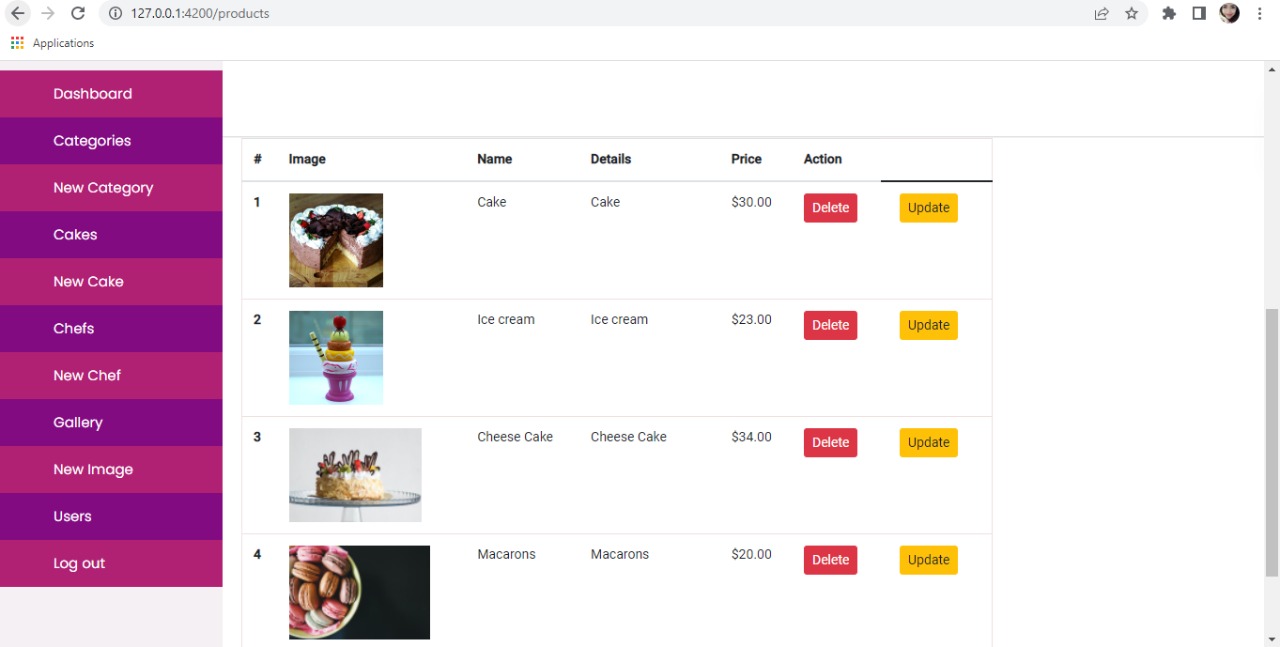 127.0.0.1:4200/products
Applications
Dashboard
Categories
New Category
Cakes
New Cake
Chefs
New Chef
Gallery
New Image
Users
Log out
# Image Name Details Price Action
1 Cake Cake $30.00 Delete Update
2 Ice cream Ice cream $23.00 Delete Update
3 Cheese Cake Cheese Cake $34.00 Delete Update
4 Macarons Macarons $20.00 Delete Update